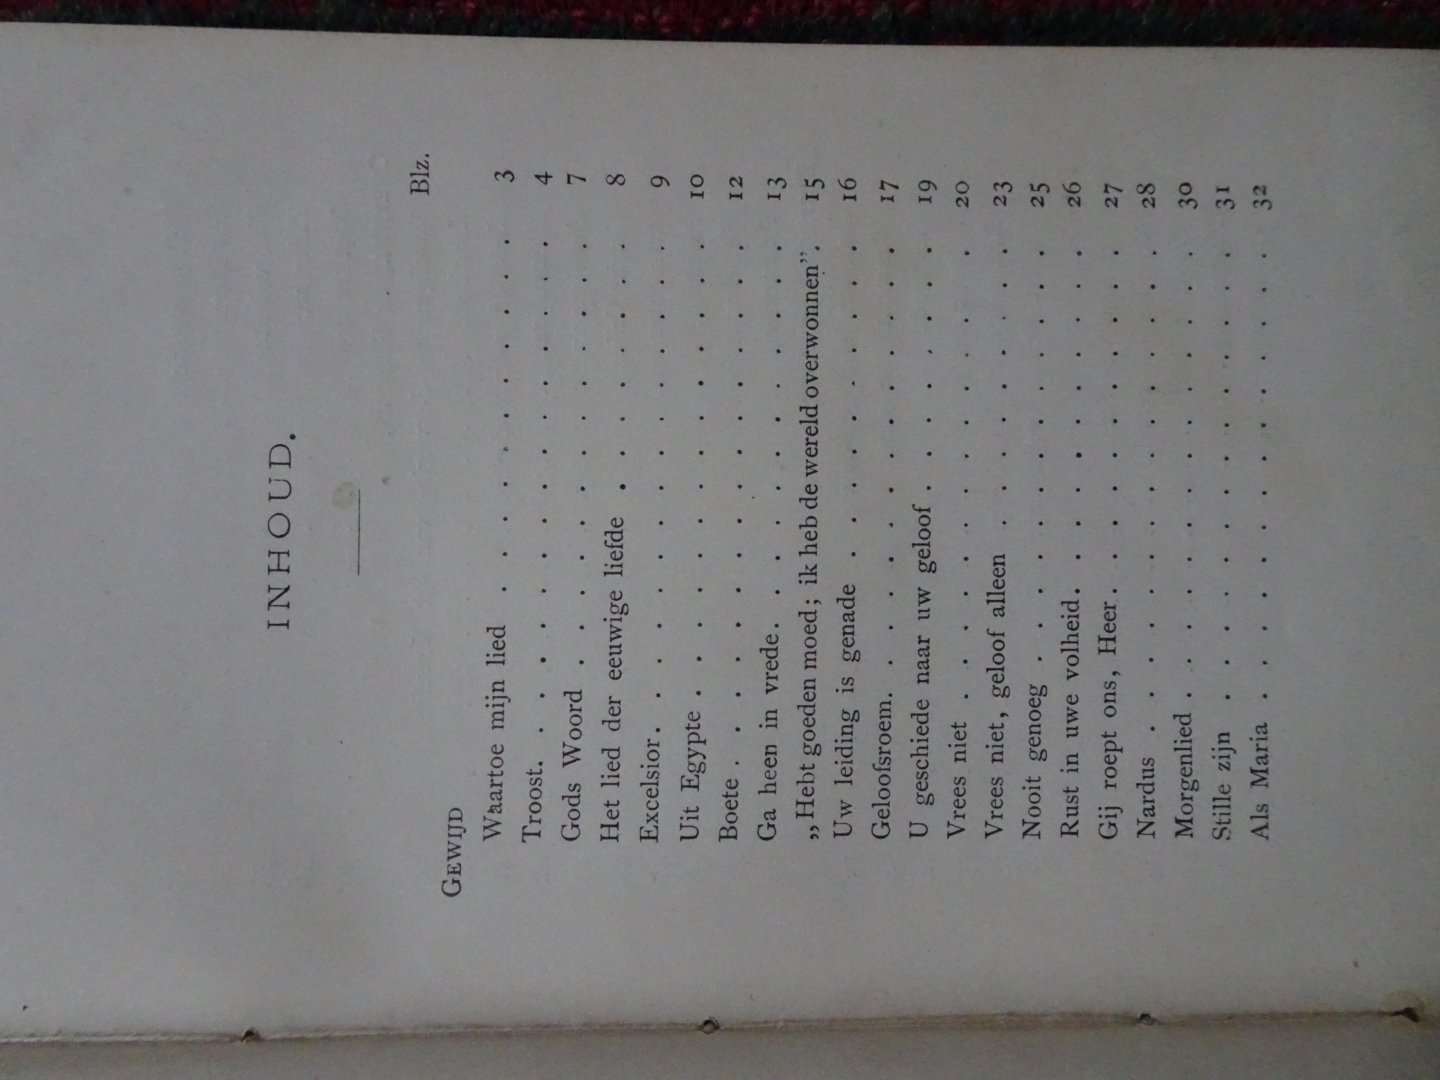 INHOUD.
Blz.
GEWIJD
Waartoe mijn lied . . . . . . . . . . . 3
Troost. . . . . . . . . . . . . . . 4
Gods Woord . . . . . . . . . . . . . 7
Het lied der eeuwige liefde . . . . . . . . 8
Excelsior. . . . . . . . . . . . . . . 9
Uit Egypte . . . . . . . . . . . . . . 10
Boete . . . . . . . . . . . . . . . 12
Ga heen in vrede. . . . . . . . . . . . 13
„Hebt goeden moed; ik heb de wereld overwonnen”. 15
Uw leiding is genade . . . . . . . . . . 16
Geloofsroem. . . . . . . . . . . . . . 17
U geschiede naar uw geloof . . . . . . . . 19
Vrees niet . . . . . . . . . . . . . . 20
Vrees niet, geloof alleen . . . . . . . . . 23
Nooit genoeg . . . . . . . . . . . . . 25
Rust in uwe volheid. . . . . . . . . . . 26
Gij roept ons, Heer. . . . . . . . . . . 27
Nardus . . . . . . . . . . . . . . . 28
Morgenlied . . . . . . . . . . . . . . 30
Stille zijn . . . . . . . . . . . . . . 31
Als Maria . . . . . . . . . . . . . . 32